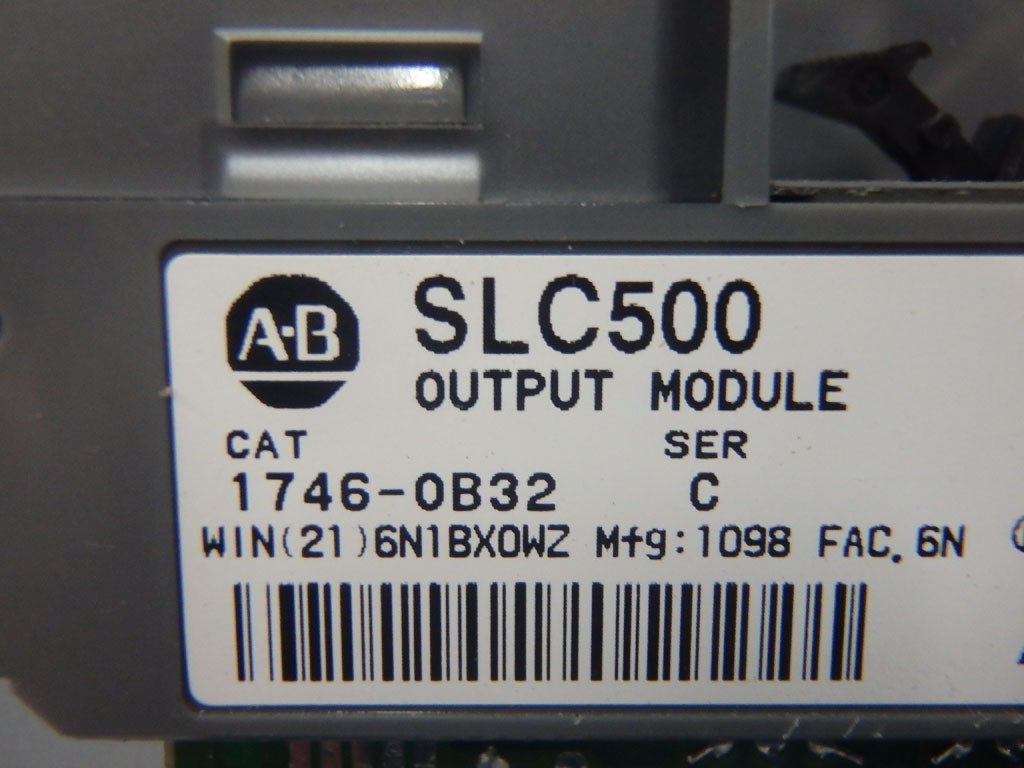 A-B
SLC500
OUTPUT MODULE
CAT SER
1746-OB32 C
WIN(21)6N1BX0WZ Mfg:1098 FAC. 6N